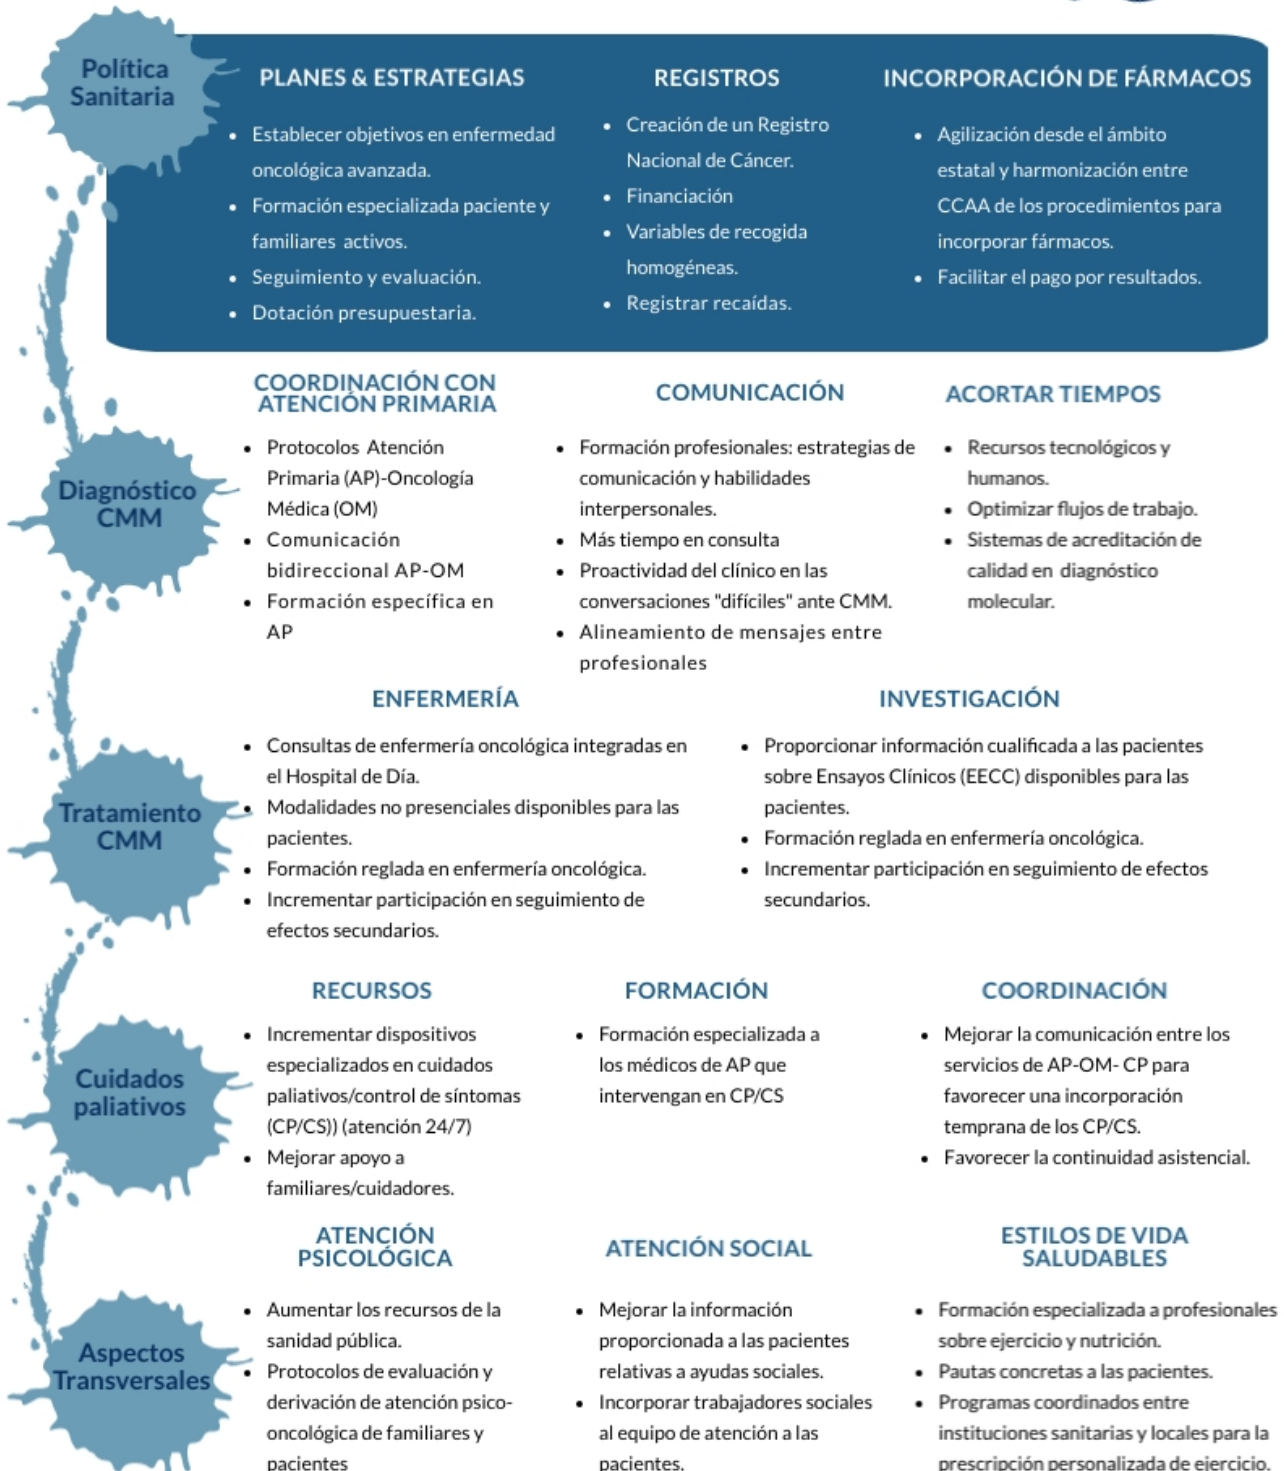 Política
Sanitaria
PLANES & ESTRATEGIAS
Establecer objetivos en enfermedad
oncológica avanzada.
Formación especializada paciente y
familiares activos.
Seguimiento y evaluación.
Dotación presupuestaria.
REGISTROS
Creación de un Registro
Nacional de Cáncer.
Financiación
Variables de recogida
homogéneas.
Registrar recaídas.
INCORPORACIÓN DE FÁRMACOS
Agilización desde el ámbito
estatal y harmonización entre
CCAA de los procedimientos para
incorporar fármacos.
Facilitar el pago por resultados.
Diagnóstico
CMM
COORDINACIÓN CON
ATENCIÓN PRIMARIA
Protocolos Atención
Primaria (AP)-Oncología
Médica (OM)
Comunicación
bidireccional AP-OM
Formación específica en
AP
COMUNICACIÓN
Formación profesionales: estrategias de
comunicación y habilidades
interpersonales.
Más tiempo en consulta
Proactividad del clínico en las
conversaciones "difíciles" ante CMM.
Alineamiento de mensajes entre
profesionales
ACORTAR TIEMPOS
Recursos tecnológicos y
humanos.
Optimizar flujos de trabajo.
Sistemas de acreditación de
calidad en diagnóstico
molecular.
Tratamiento
CMM
ENFERMERÍA
Consultas de enfermería oncológica integradas en
el Hospital de Día.
Modalidades no presenciales disponibles para las
pacientes.
Formación reglada en enfermería oncológica.
Incrementar participación en seguimiento de
efectos secundarios.
INVESTIGACIÓN
Proporcionar información cualificada a las pacientes
sobre Ensayos Clínicos (EECC) disponibles para las
pacientes.
Formación reglada en enfermería oncológica.
Incrementar participación en seguimiento de efectos
secundarios.
Cuidados
paliativos
RECURSOS
Incrementar dispositivos
especializados en cuidados
paliativos/control de síntomas
(CP/CS)) (atención 24/7)
Mejorar apoyo a
familiares/cuidadores.
FORMACIÓN
Formación especializada a
los médicos de AP que
intervengan en CP/CS
COORDINACIÓN
Mejorar la comunicación entre los
servicios de AP-OM- CP para
favorecer una incorporación
temprana de los CP/CS.
Favorecer la continuidad asistencial.
Aspectos
Transversales
ATENCIÓN
PSICOLÓGICA
Aumentar los recursos de la
sanidad pública.
Protocolos de evaluación y
derivación de atención psico-
oncológica de familiares y
pacientes
ATENCIÓN SOCIAL
Mejorar la información
proporcionada a las pacientes
relativas a ayudas sociales.
Incorporar trabajadores sociales
al equipo de atención a las
pacientes.
ESTILOS DE VIDA
SALUDABLES
Formación especializada a profesionales
sobre ejercicio y nutrición.
Pautas concretas a las pacientes.
Programas coordinados entre
instituciones sanitarias y locales para la
prescripción personalizada de ejercicio.